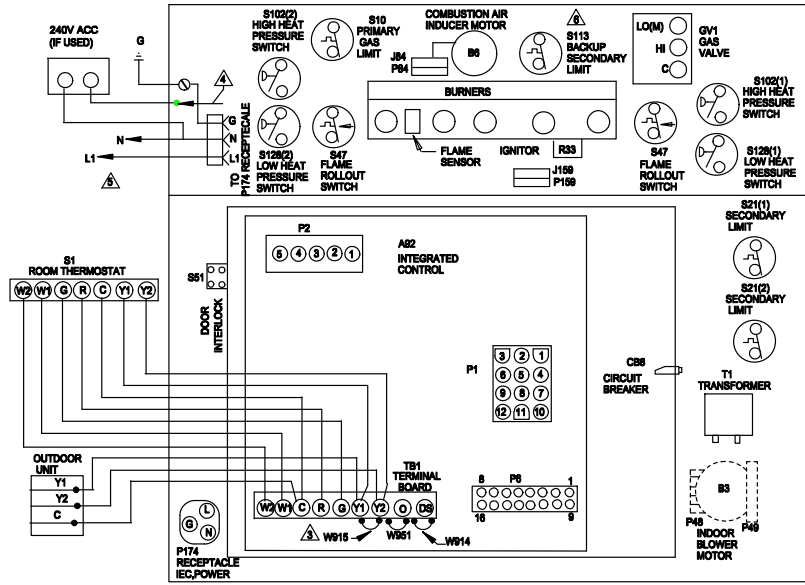 240V ACC
(IF USED)
G
4
G
N
N
L1
L1
5
TO
P174 RECEPTECALE
S102(2)
HIGH HEAT
PRESSURE
SWITCH
S10
PRIMARY
GAS
LIMIT
COMBUSTION AIR
INDUCER MOTOR
B6
J84
P84
6
S113
BACKUP
SECONDARY
LIMIT
LO(M)
HI
C
GV1
GAS
VALVE
S102(1)
HIGH HEAT
PRESSURE
SWITCH
BURNERS
S128(2)
LOW HEAT
PRESSURE
SWITCH
S47
FLAME
ROLLOUT
SWITCH
FLAME
SENSOR
IGNITOR
R33
J159
P159
S47
FLAME
ROLLOUT
SWITCH
S128(1)
LOW HEAT
PRESSURE
SWITCH
S21(1)
SECONDARY
LIMIT
S21(2)
SECONDARY
LIMIT
P2
5 4 3 2 1
A92
INTEGRATED
CONTROL
S51
DOOR
INTERLOCK
S1
ROOM THERMOSTAT
W2 W1 G R C Y1 Y2
P1
3 2 1
6 5 4
9 8 7
12 11 10
CB8
CIRCUIT
BREAKER
T1
TRANSFORMER
OUTDOOR
UNIT
Y1
Y2
C
TB1
TERMINAL
BOARD
W2 W1 C R G Y1 Y2 O DS
3
W915
W951
W914
8 P6 1
16 9
L
G
N
P174
RECEPTACLE
IEC,POWER
B3
P48
P49
INDOOR
BLOWER
MOTOR